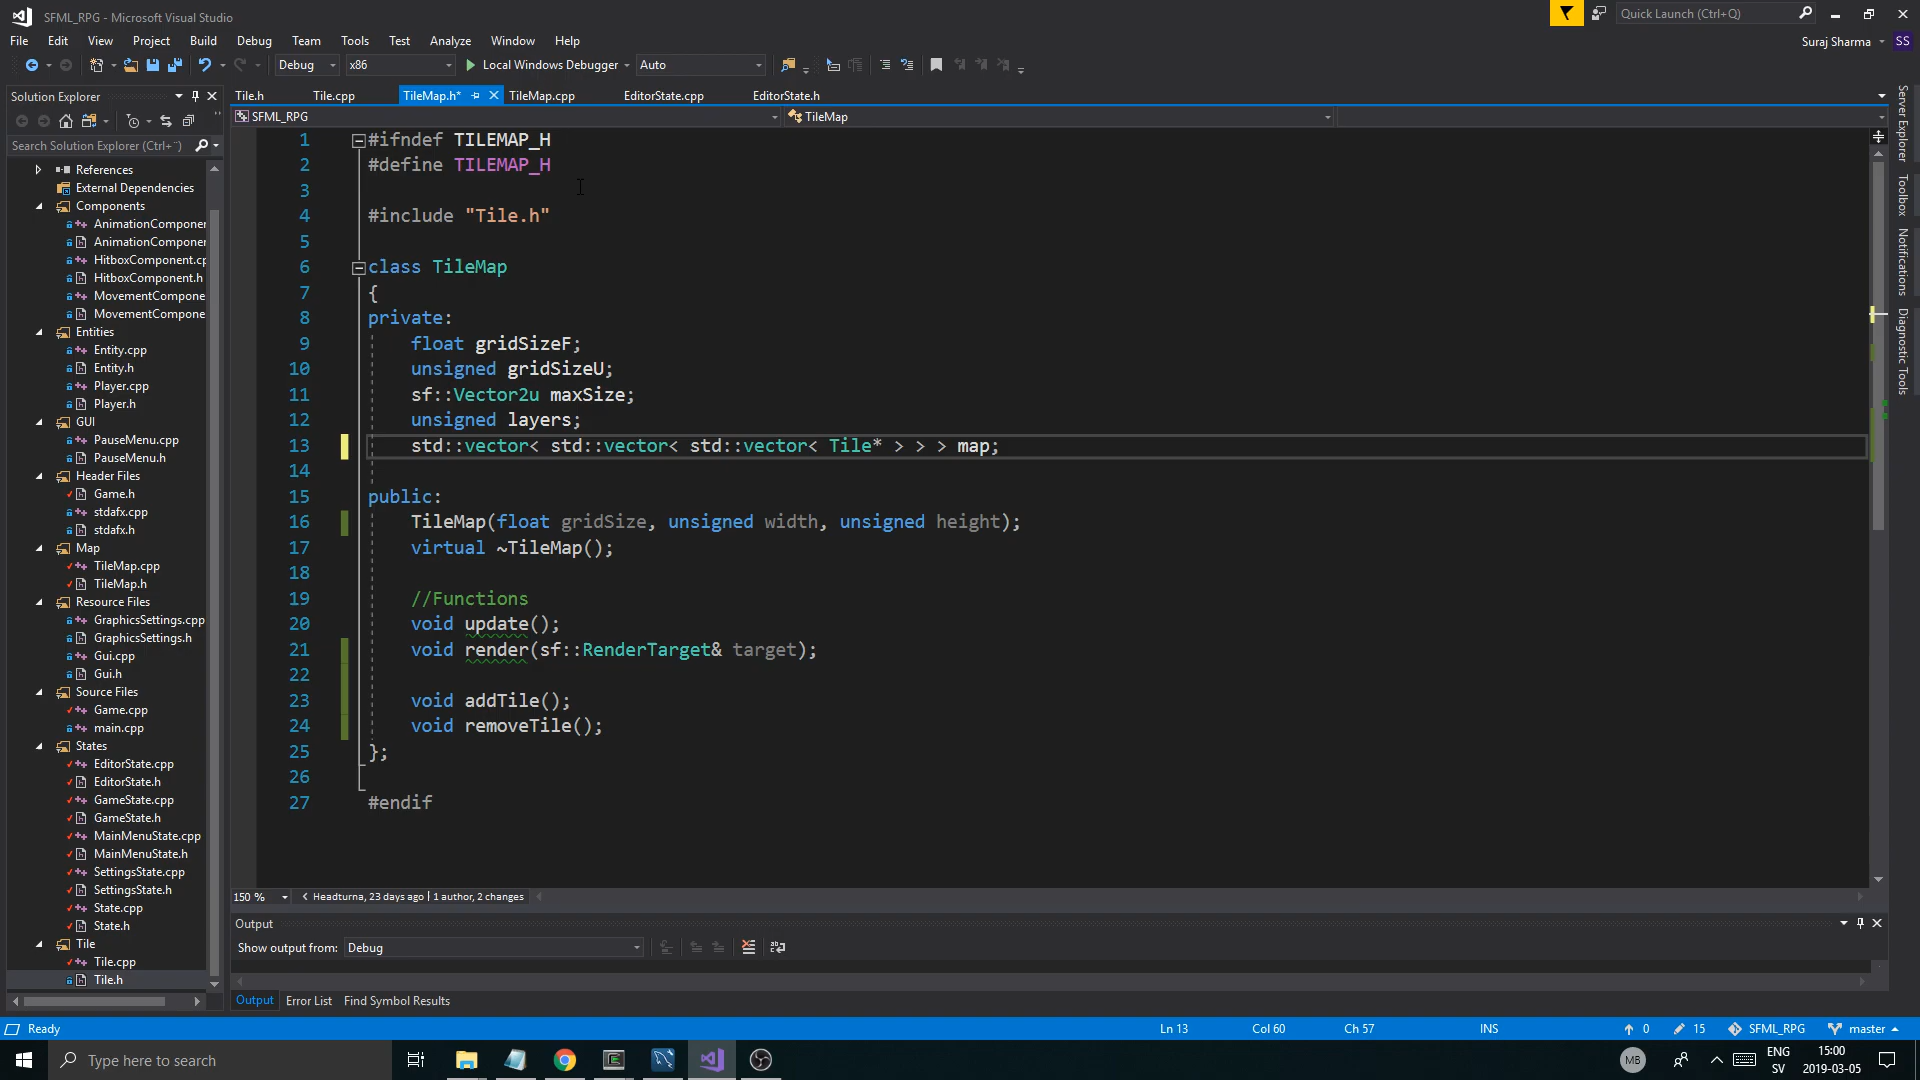 SFML_RPG - Microsoft Visual Studio
Quick Launch (Ctrl+Q)
File Edit View Project Build Debug Team Tools Test Analyze Window Help
Suraj Sharma SS
Debug x86 Local Windows Debugger Auto
Solution Explorer
Search Solution Explorer (Ctrl+¨)
References
External Dependencies
Components
AnimationComponen
AnimationComponen
HitboxComponent.cp
HitboxComponent.h
MovementCompone
MovementCompone
Entities
Entity.cpp
Entity.h
Player.cpp
Player.h
GUI
PauseMenu.cpp
PauseMenu.h
Header Files
Game.h
stdafx.cpp
stdafx.h
Map
TileMap.cpp
TileMap.h
Resource Files
GraphicsSettings.cpp
GraphicsSettings.h
Gui.cpp
Gui.h
Source Files
Game.cpp
main.cpp
States
EditorState.cpp
EditorState.h
GameState.cpp
GameState.h
MainMenuState.cpp
MainMenuState.h
SettingsState.cpp
SettingsState.h
State.cpp
State.h
Tile
Tile.cpp
Tile.h
Tile.h Tile.cpp TileMap.h* TileMap.cpp EditorState.cpp EditorState.h
SFML_RPG TileMap
1 #ifndef TILEMAP_H
2 #define TILEMAP_H
3
4 #include "Tile.h"
5
6 class TileMap
7 {
8 private:
9 float gridSizeF;
10 unsigned gridSizeU;
11 sf::Vector2u maxSize;
12 unsigned layers;
13 std::vector< std::vector< std::vector< Tile* > > > map;
14
15 public:
16 TileMap(float gridSize, unsigned width, unsigned height);
17 virtual ~TileMap();
18
19 //Functions
20 void update();
21 void render(sf::RenderTarget& target);
22
23 void addTile();
24 void removeTile();
25 };
26
27 #endif
150 % Headturna, 23 days ago | 1 author, 2 changes
Output
Show output from: Debug
Output Error List Find Symbol Results
Server Explorer
Toolbox
Notifications
Diagnostic Tools
Ready Ln 13 Col 60 Ch 57 INS 0 15 SFML_RPG master
Type here to search
MB
ENG
SV
15:00
2019-03-05